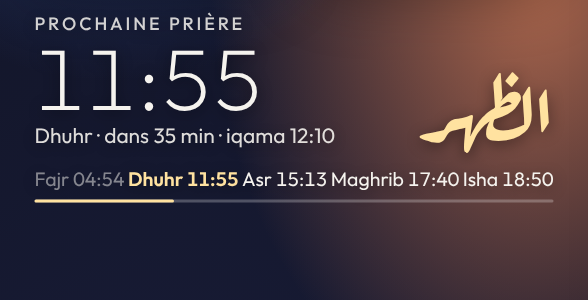 PROCHAINE PRIÈRE
11:55
Dhuhr · dans 35 min · iqama 12:10
الظهر
Fajr 04:54 Dhuhr 11:55 Asr 15:13 Maghrib 17:40 Isha 18:50